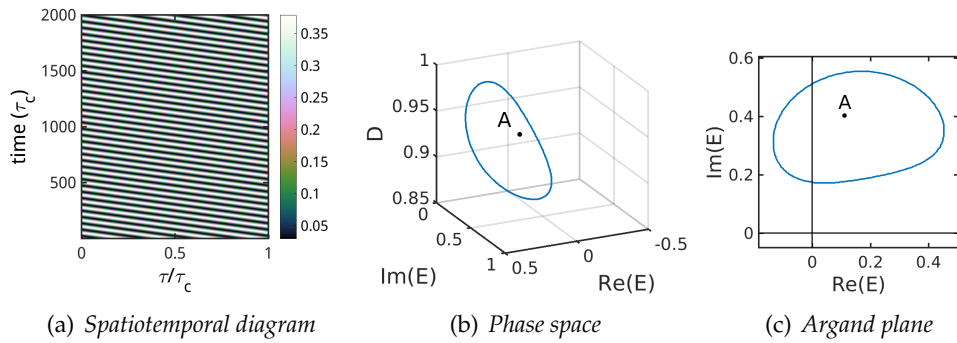 2000
1500
1000
500
time (τc)
0
0.5
1
τ/τc
0.35
0.3
0.25
0.2
0.15
0.1
0.05
(a) Spatiotemporal diagram
1
0.95
0.9
0.85
D
A
0
0.5
1
Im(E)
0.5
0
-0.5
Re(E)
(b) Phase space
0.6
0.4
0.2
0
Im(E)
A
0
0.2
0.4
Re(E)
(c) Argand plane